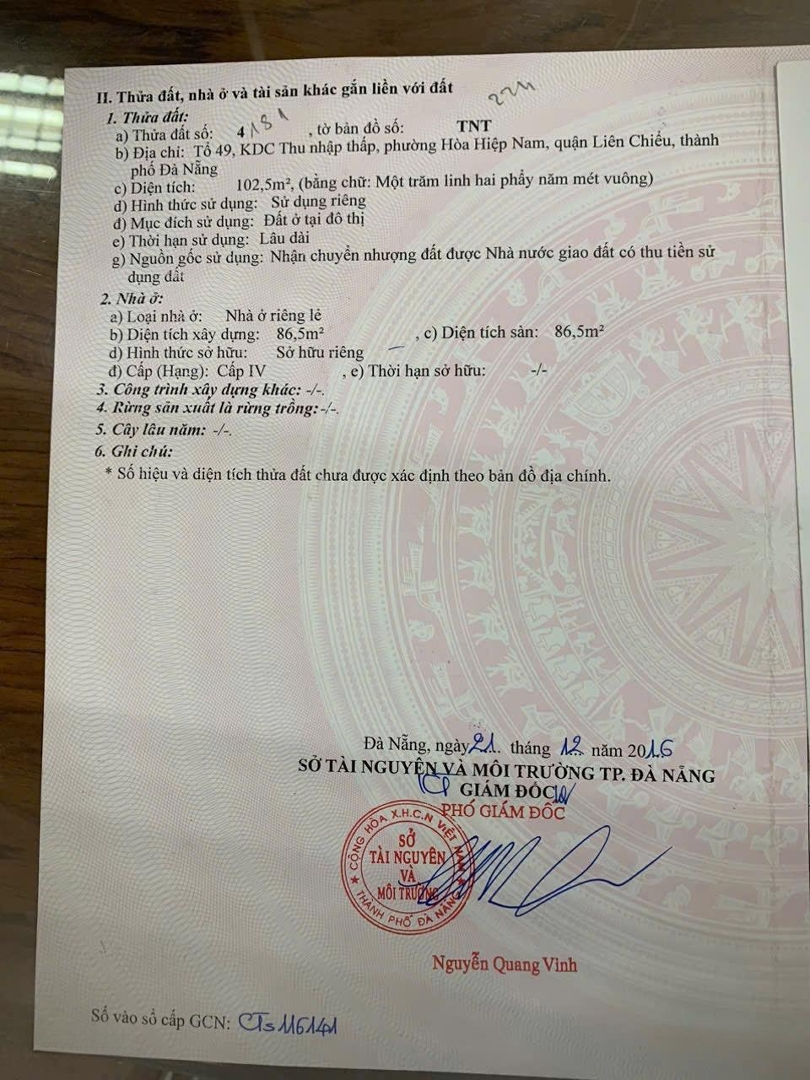 II. Thửa đất, nhà ở và tài sản khác gắn liền với đất
1. Thửa đất:
a) Thửa đất số: 4 181 , tờ bản đồ số: TNT 224
b) Địa chỉ: Tổ 49, KDC Thu nhập thấp, phường Hòa Hiệp Nam, quận Liên Chiểu, thành
phố Đà Nẵng
c) Diện tích: 102,5m², (bằng chữ: Một trăm linh hai phẩy năm mét vuông)
d) Hình thức sử dụng: Sử dụng riêng
đ) Mục đích sử dụng: Đất ở tại đô thị
e) Thời hạn sử dụng: Lâu dài
g) Nguồn gốc sử dụng: Nhận chuyển nhượng đất được Nhà nước giao đất có thu tiền sử
dụng đất
2. Nhà ở:
a) Loại nhà ở: Nhà ở riêng lẻ
b) Diện tích xây dựng: 86,5m² , c) Diện tích sàn: 86,5m²
d) Hình thức sở hữu: Sở hữu riêng
đ) Cấp (Hạng): Cấp IV , e) Thời hạn sở hữu: -/-
3. Công trình xây dựng khác: -/-.
4. Rừng sản xuất là rừng trồng:-/-.
5. Cây lâu năm: -/-.
6. Ghi chú:
* Số hiệu và diện tích thửa đất chưa được xác định theo bản đồ địa chính.
Đà Nẵng, ngày 21. tháng 12 năm 2016
SỞ TÀI NGUYÊN VÀ MÔI TRƯỜNG TP. ĐÀ NẴNG
GIÁM ĐỐC
PHÓ GIÁM ĐỐC
CỘNG HÒA X.H.C.N VIỆT NAM
SỞ
TÀI NGUYÊN
VÀ
MÔI TRƯỜNG
THÀNH PHỐ ĐÀ NẴNG
Nguyễn Quang Vinh
Số vào sổ cấp GCN: CTs116141